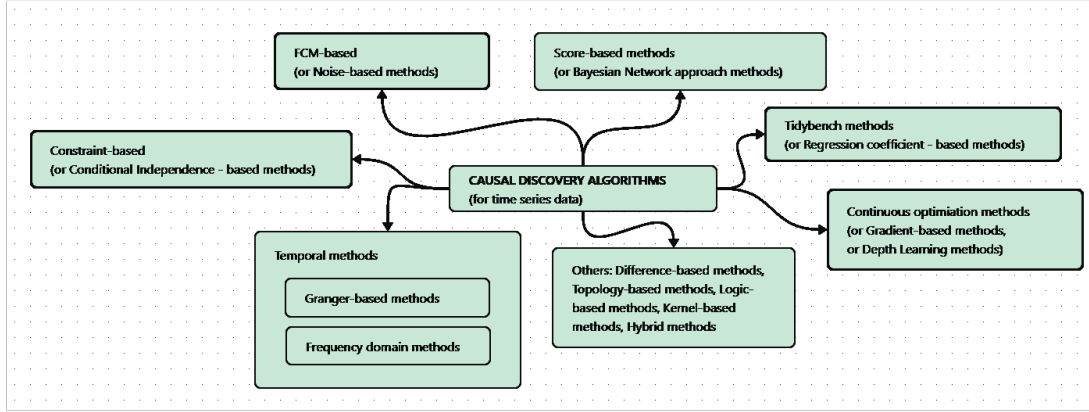 FCM-based
(or Noise-based methods)
Score-based methods
(or Bayesian Network approach methods)
Constraint-based
(or Conditional Independence - based methods)
Tidybench methods
(or Regression coefficient - based methods)
CAUSAL DISCOVERY ALGORITHMS
(for time series data)
Continuous optimiation methods
(or Gradient-based methods,
or Depth Learning methods)
Temporal methods
Granger-based methods
Frequency domain methods
Others: Difference-based methods,
Topology-based methods, Logic-
based methods, Kernel-based
methods, Hybrid methods